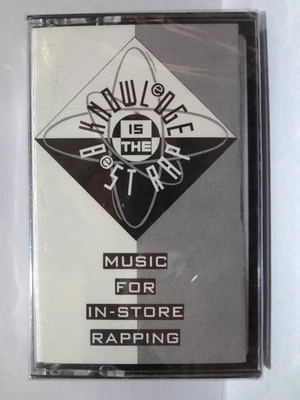 KNOWLEDGE
IS THE
BEST RAP
MUSIC
FOR
IN-STORE
RAPPING